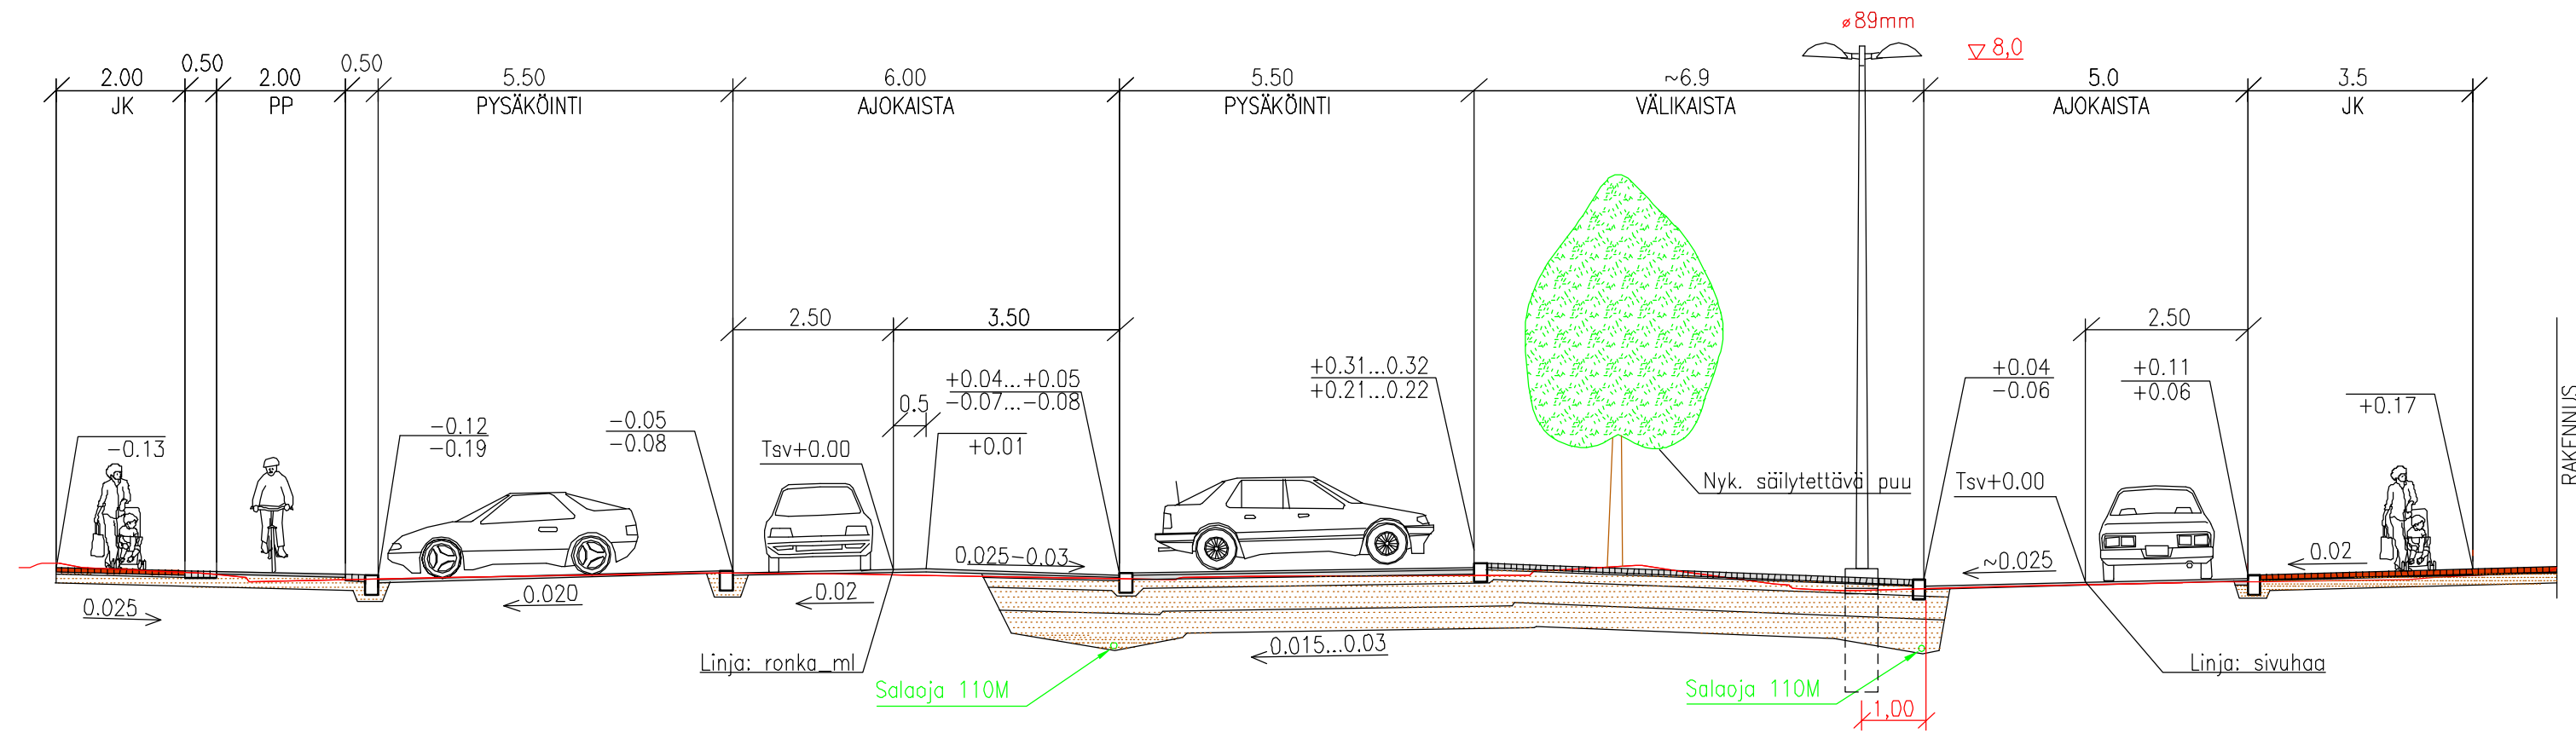 ⌀89mm
8,0
2.00 0.50 2.00 0.50 5.50 6.00 5.50 ~6.9 5.0 3.5
JK PP PYSÄKÖINTI AJOKAISTA PYSÄKÖINTI VÄLIKAISTA AJOKAISTA JK
2.50 3.50 2.50
+0.31...0.32
+0.21...0.22
+0.04
-0.06
+0.11
+0.06
+0.04...+0.05
-0.07...-0.08
0.5
+0.17
RAKENNUS
-0.12
-0.19
-0.05
-0.08
-0.13
Tsv+0.00
+0.01
Nyk. säilytettävä puu
Tsv+0.00
0.025-0.03
~0.025
0.02
0.025
0.020
0.02
0.015...0.03
Linja: ronka_ml
Linja: sivuhaa
Salaoja 110M
Salaoja 110M
1,00